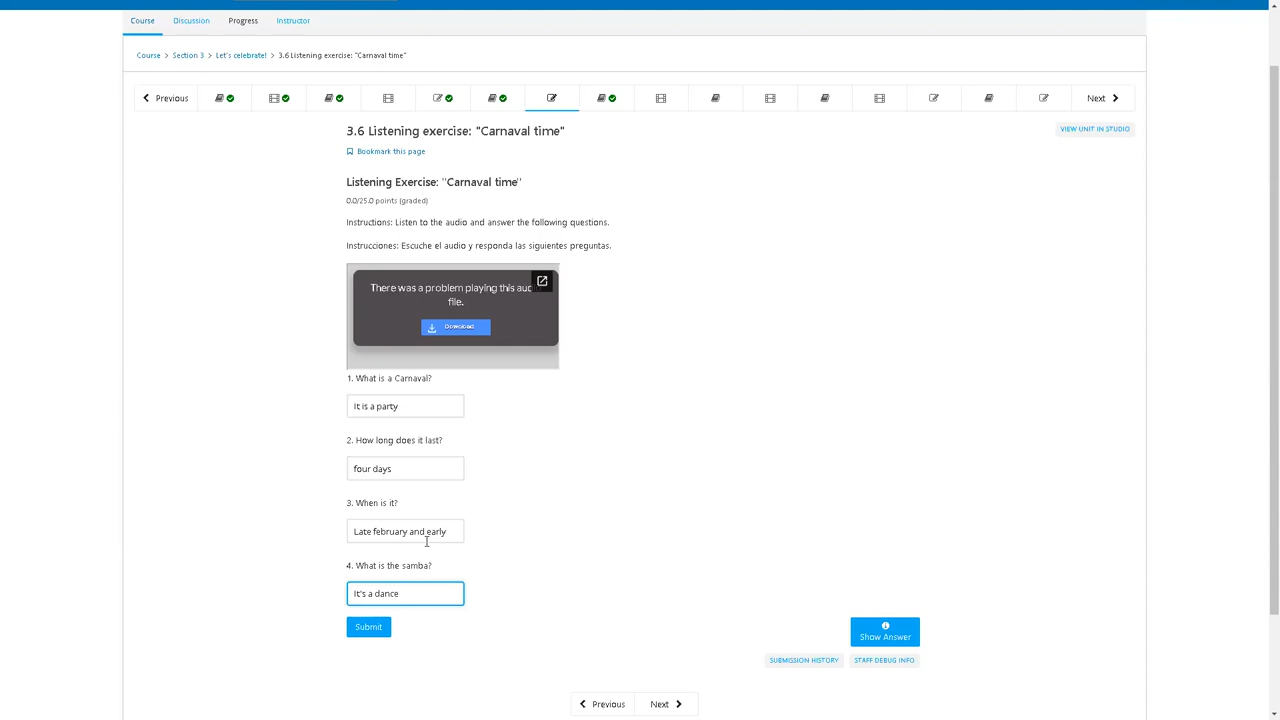 Course Discussion Progress Instructor
Course > Section 3 > Let's celebrate! > 3.6 Listening exercise: "Carnaval time"
Previous Next
3.6 Listening exercise: "Carnaval time"
VIEW UNIT IN STUDIO
Bookmark this page
Listening Exercise: "Carnaval time"
0.0/25.0 points (graded)
Instructions: Listen to the audio and answer the following questions.
Instrucciones: Escuche el audio y responda las siguientes preguntas.
There was a problem playing this
file.
Download
1. What is a Carnaval?
It is a party
2. How long does it last?
four days
3. When is it?
Late february and early
4. What is the samba?
It's a dance
Submit
Show Answer
SUBMISSION HISTORY STAFF DEBUG INFO
Previous Next